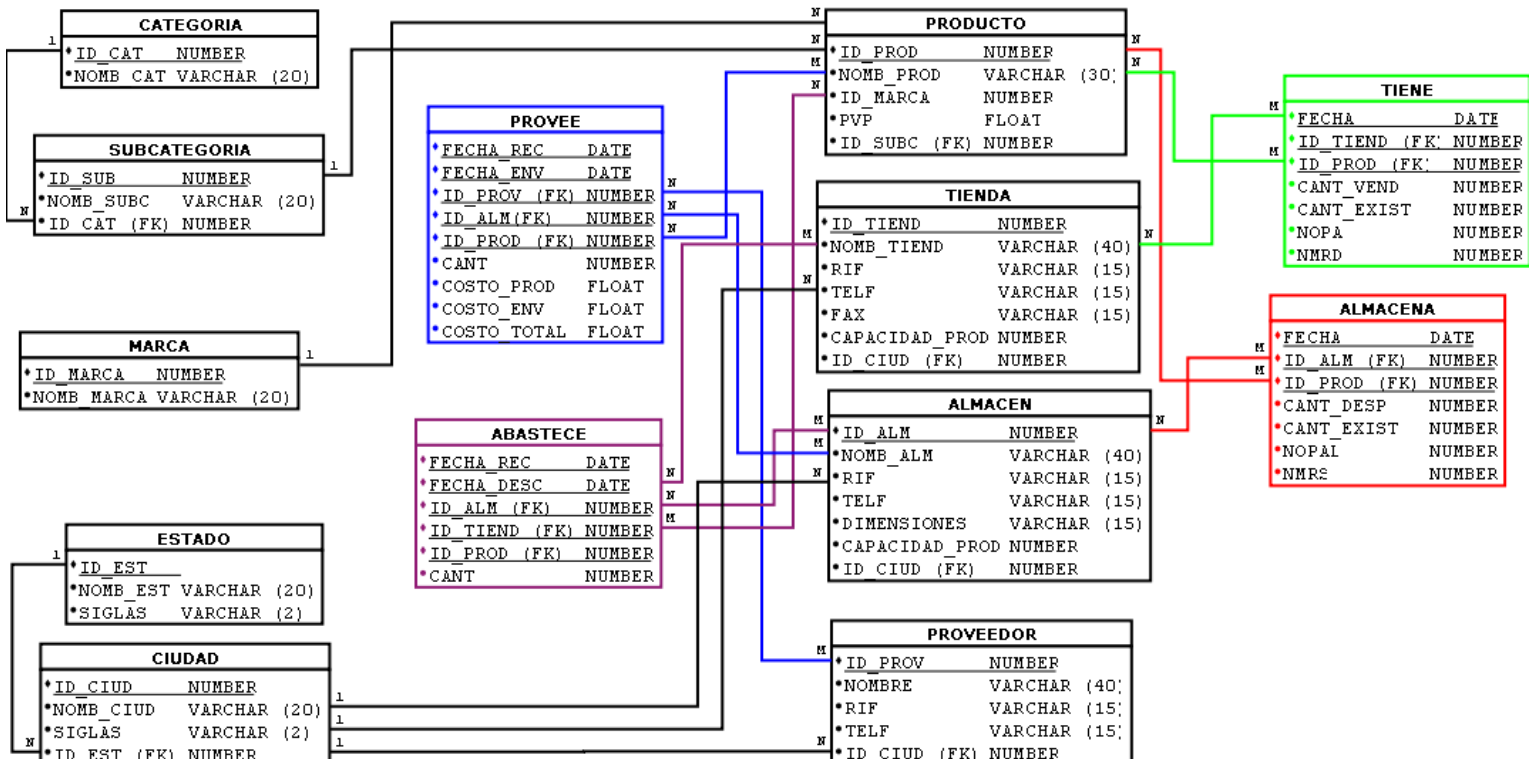 CATEGORIA
ID_CAT NUMBER
NOMB_CAT VARCHAR (20)
SUBCATEGORIA
ID_SUB NUMBER
NOMB_SUBC VARCHAR (20)
ID_CAT (FK) NUMBER
MARCA
ID_MARCA NUMBER
NOMB_MARCA VARCHAR (20)
ESTADO
ID_EST
NOMB_EST VARCHAR (20)
SIGLAS VARCHAR (2)
CIUDAD
ID_CIUD NUMBER
NOMB_CIUD VARCHAR (20)
SIGLAS VARCHAR (2)
ID_EST (FK) NUMBER
PROVEE
FECHA_REC DATE
FECHA_ENV DATE
ID_PROV (FK) NUMBER
ID_ALM(FK) NUMBER
ID_PROD (FK) NUMBER
CANT NUMBER
COSTO_PROD FLOAT
COSTO_ENV FLOAT
COSTO_TOTAL FLOAT
ABASTECE
FECHA_REC DATE
FECHA_DESC DATE
ID_ALM (FK) NUMBER
ID_TIEND (FK) NUMBER
ID_PROD (FK) NUMBER
CANT NUMBER
PRODUCTO
ID_PROD NUMBER
NOMB_PROD VARCHAR (30)
ID_MARCA NUMBER
PVP FLOAT
ID_SUBC (FK) NUMBER
TIENDA
ID_TIEND NUMBER
NOMB_TIEND VARCHAR (40)
RIF VARCHAR (15)
TELF VARCHAR (15)
FAX VARCHAR (15)
CAPACIDAD_PROD NUMBER
ID_CIUD (FK) NUMBER
ALMACEN
ID_ALM NUMBER
NOMB_ALM VARCHAR (40)
RIF VARCHAR (15)
TELF VARCHAR (15)
DIMENSIONES VARCHAR (15)
CAPACIDAD_PROD NUMBER
ID_CIUD (FK) NUMBER
PROVEEDOR
ID_PROV NUMBER
NOMBRE VARCHAR (40)
RIF VARCHAR (15)
TELF VARCHAR (15)
ID_CIUD (FK) NUMBER
TIENE
FECHA DATE
ID_TIEND (FK) NUMBER
ID_PROD (FK) NUMBER
CANT_VEND NUMBER
CANT_EXIST NUMBER
NOPA NUMBER
NMRD NUMBER
ALMACENA
FECHA DATE
ID_ALM (FK) NUMBER
ID_PROD (FK) NUMBER
CANT_DESP NUMBER
CANT_EXIST NUMBER
NOPAL NUMBER
NMRS NUMBER
1
N
1
1
1
N
1
1
1
N
N
N
N
N
M
N
N
M
N
M
N
M
M
N
M
N
N
N
N
N
M
M
M
M